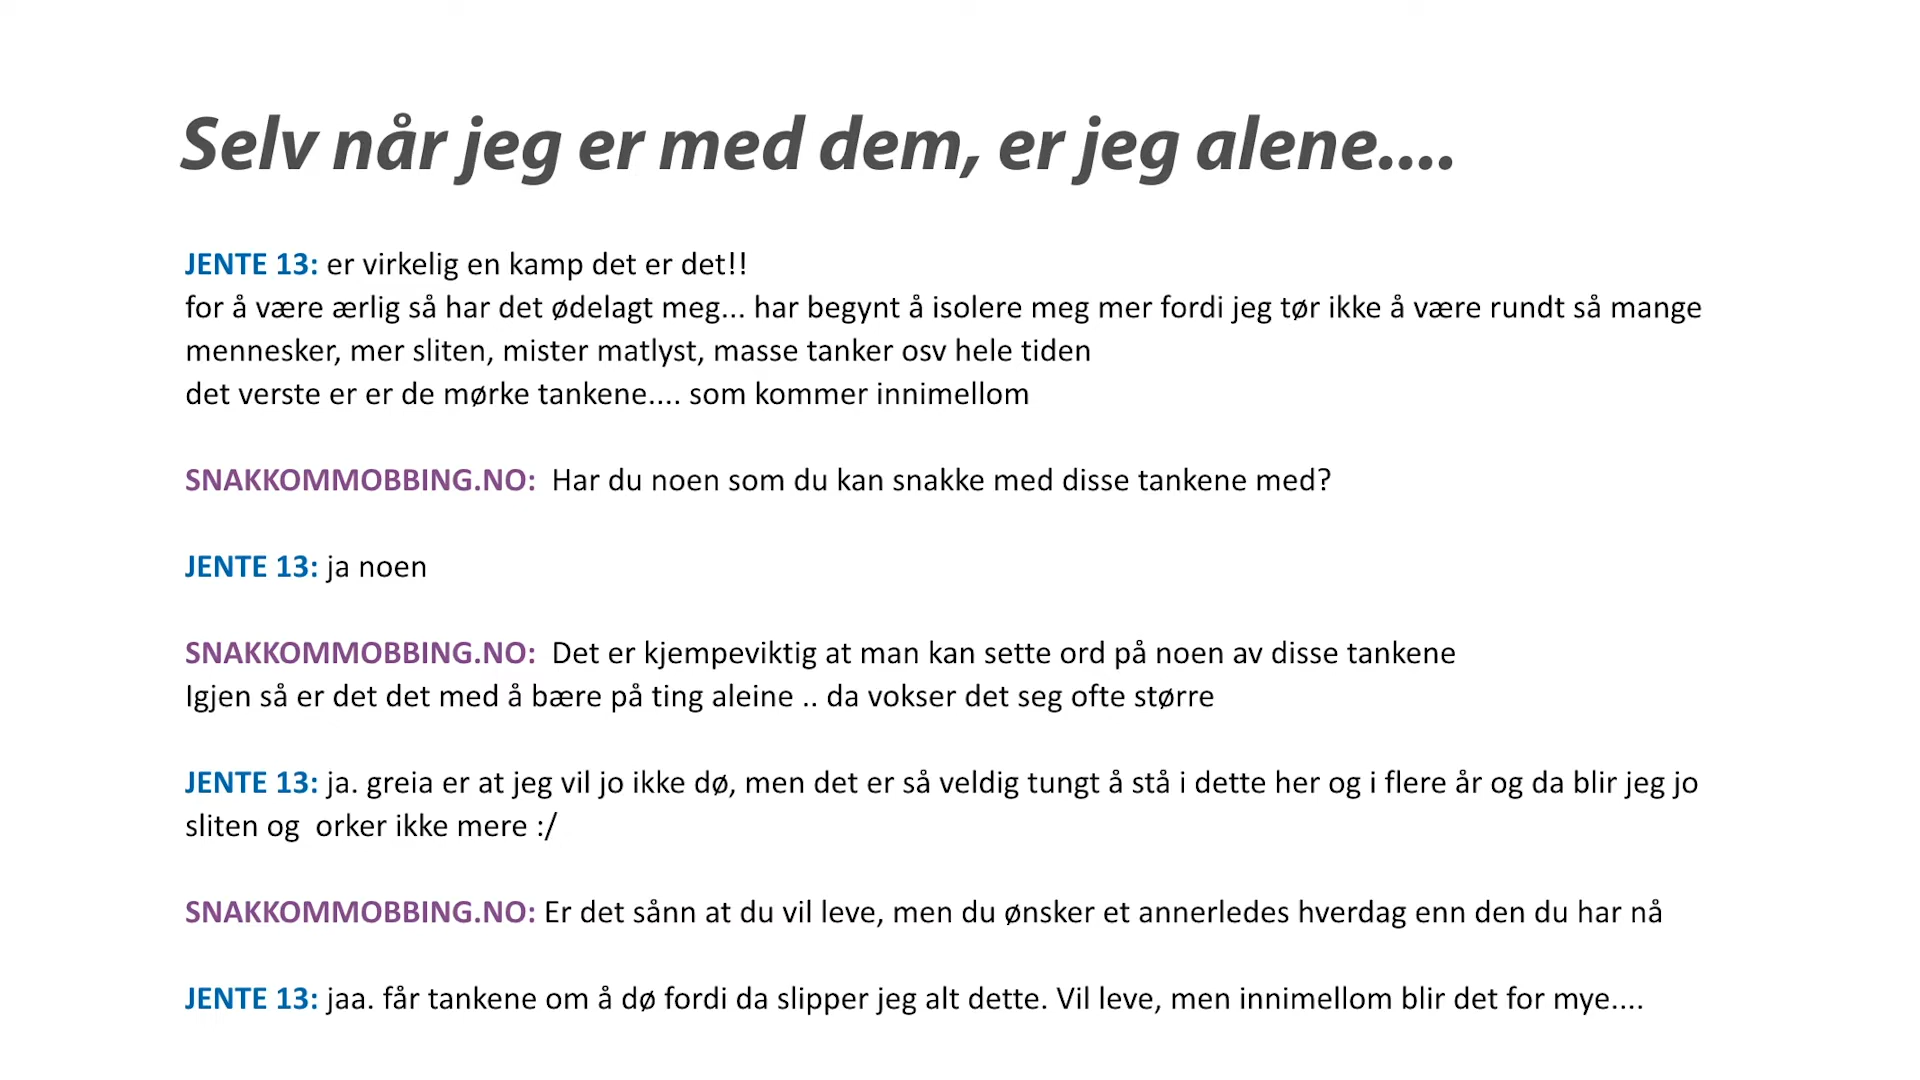 Selv når jeg er med dem, er jeg alene....
JENTE 13: er virkelig en kamp det er det!!
for å være ærlig så har det ødelagt meg... har begynt å isolere meg mer fordi jeg tør ikke å være rundt så mange
mennesker, mer sliten, mister matlyst, masse tanker osv hele tiden
det verste er er de mørke tankene.... som kommer innimellom
SNAKKOMMOBBING.NO:  Har du noen som du kan snakke med disse tankene med?
JENTE 13: ja noen
SNAKKOMMOBBING.NO:  Det er kjempeviktig at man kan sette ord på noen av disse tankene
Igjen så er det det med å bære på ting aleine .. da vokser det seg ofte større
JENTE 13: ja. greia er at jeg vil jo ikke dø, men det er så veldig tungt å stå i dette her og i flere år og da blir jeg jo
sliten og  orker ikke mere :/
SNAKKOMMOBBING.NO: Er det sånn at du vil leve, men du ønsker et annerledes hverdag enn den du har nå
JENTE 13: jaa. får tankene om å dø fordi da slipper jeg alt dette. Vil leve, men innimellom blir det for mye....